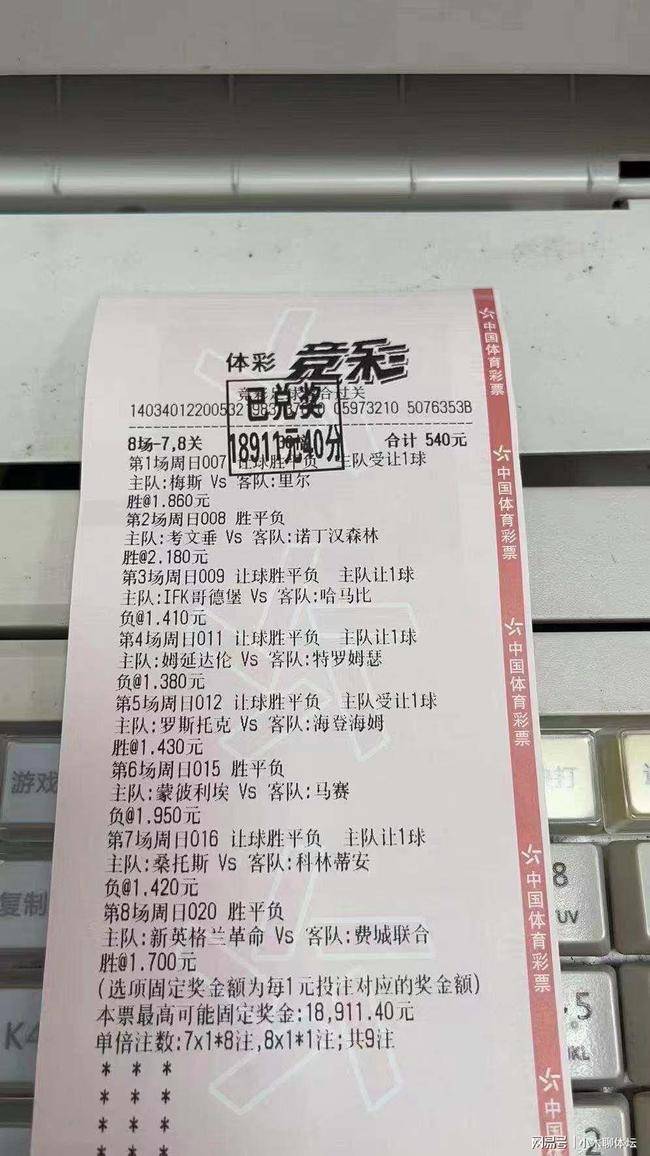 体彩 竞彩
已兑奖
18911元40分
8场-7,8关 合计 540元
第1场周日007 让球胜平负 主队受让1球
主队:梅斯 Vs 客队:里尔
胜@1.860元
第2场周日008 胜平负
主队:考文垂 Vs 客队:诺丁汉森林
胜@2.180元
第3场周日009 让球胜平负 主队让1球
主队:IFK哥德堡 Vs 客队:哈马比
负@1.410元
第4场周日011 让球胜平负 主队让1球
主队:姆延达伦 Vs 客队:特罗姆瑟
负@1.380元
第5场周日012 让球胜平负 主队受让1球
主队:罗斯托克 Vs 客队:海登海姆
胜@1.430元
第6场周日015 胜平负
主队:蒙彼利埃 Vs 客队:马赛
负@1.950元
第7场周日016 让球胜平负 主队让1球
主队:桑托斯 Vs 客队:科林蒂安
负@1.420元
第8场周日020 胜平负
主队:新英格兰革命 Vs 客队:费城联合
胜@1.700元
(选项固定奖金额为每1元投注对应的奖金额)
本票最高可能固定奖金:18,911.40元
单倍注数:7x1*8注,8x1*1注;共9注
* * *
* * *
* * *
* * *
中国体育彩票
中国体育彩票
中国体育彩票
中国体育彩票
中国
游戏
复制
K4
打
8
UV
5
JKL
2
网易号 | 小木聊体坛